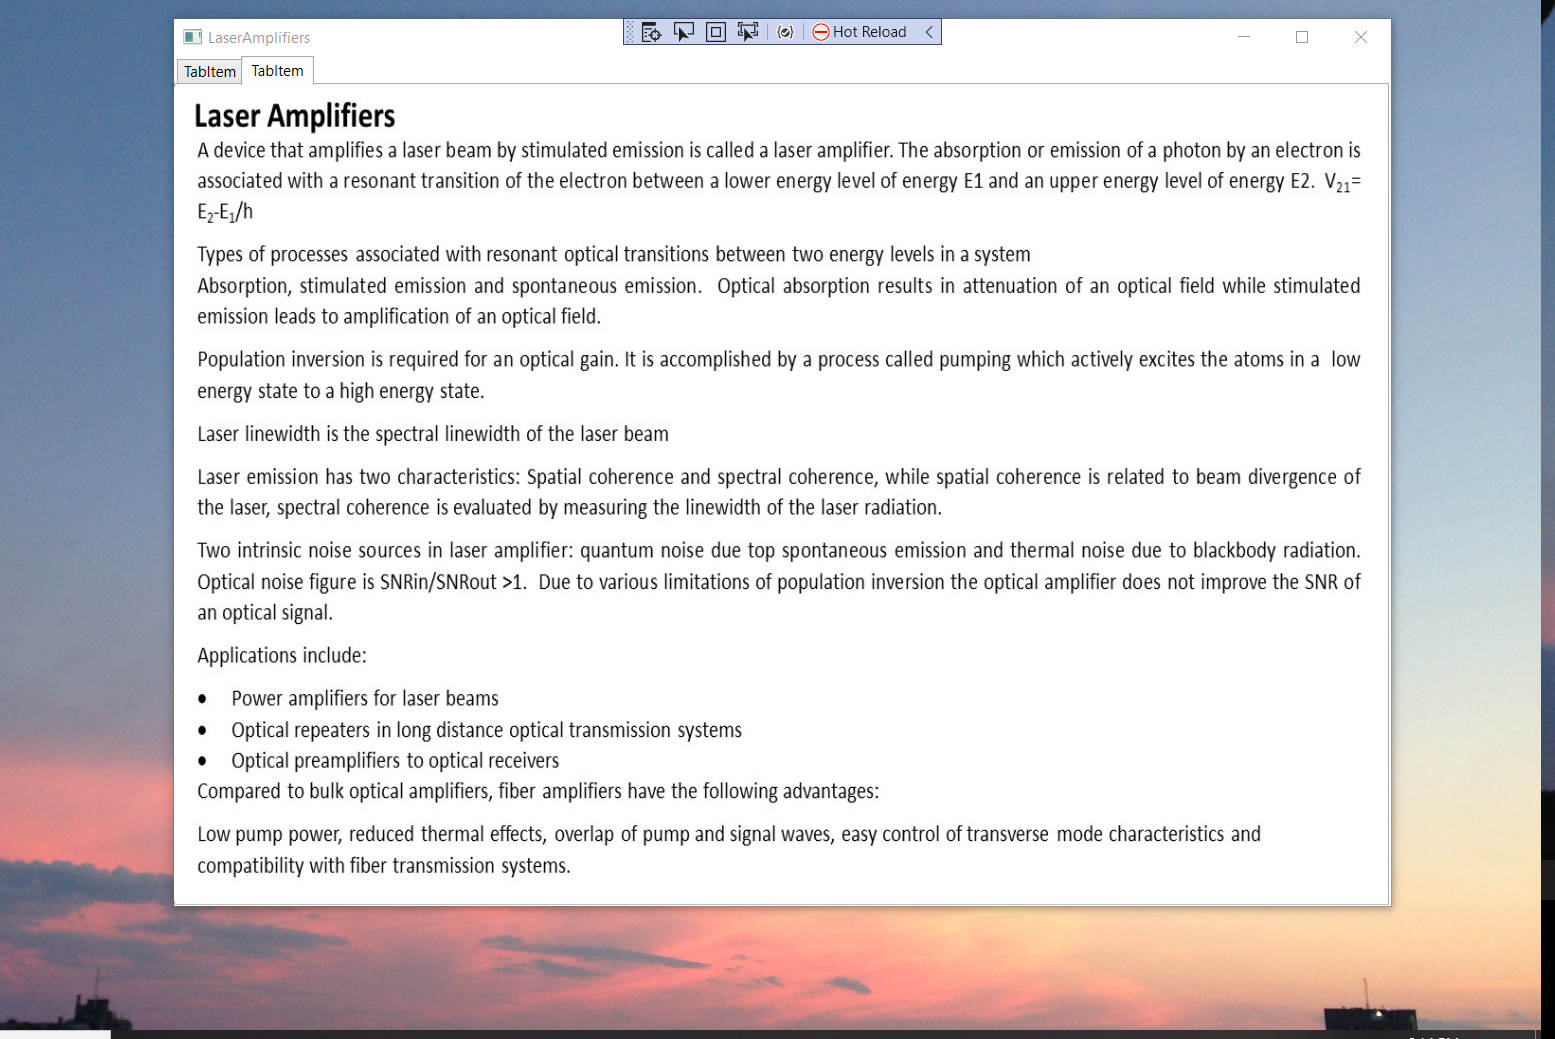 LaserAmplifiers
Hot Reload
TabItem TabItem
Laser Amplifiers
A device that amplifies a laser beam by stimulated emission is called a laser amplifier. The absorption or emission of a photon by an electron is
associated with a resonant transition of the electron between a lower energy level of energy E1 and an upper energy level of energy E2. V₂₁=
E₂-E₁/h
Types of processes associated with resonant optical transitions between two energy levels in a system
Absorption, stimulated emission and spontaneous emission. Optical absorption results in attenuation of an optical field while stimulated
emission leads to amplification of an optical field.
Population inversion is required for an optical gain. It is accomplished by a process called pumping which actively excites the atoms in a low
energy state to a high energy state.
Laser linewidth is the spectral linewidth of the laser beam
Laser emission has two characteristics: Spatial coherence and spectral coherence, while spatial coherence is related to beam divergence of
the laser, spectral coherence is evaluated by measuring the linewidth of the laser radiation.
Two intrinsic noise sources in laser amplifier: quantum noise due top spontaneous emission and thermal noise due to blackbody radiation.
Optical noise figure is SNRin/SNRout >1. Due to various limitations of population inversion the optical amplifier does not improve the SNR of
an optical signal.
Applications include:
• Power amplifiers for laser beams
• Optical repeaters in long distance optical transmission systems
• Optical preamplifiers to optical receivers
Compared to bulk optical amplifiers, fiber amplifiers have the following advantages:
Low pump power, reduced thermal effects, overlap of pump and signal waves, easy control of transverse mode characteristics and
compatibility with fiber transmission systems.